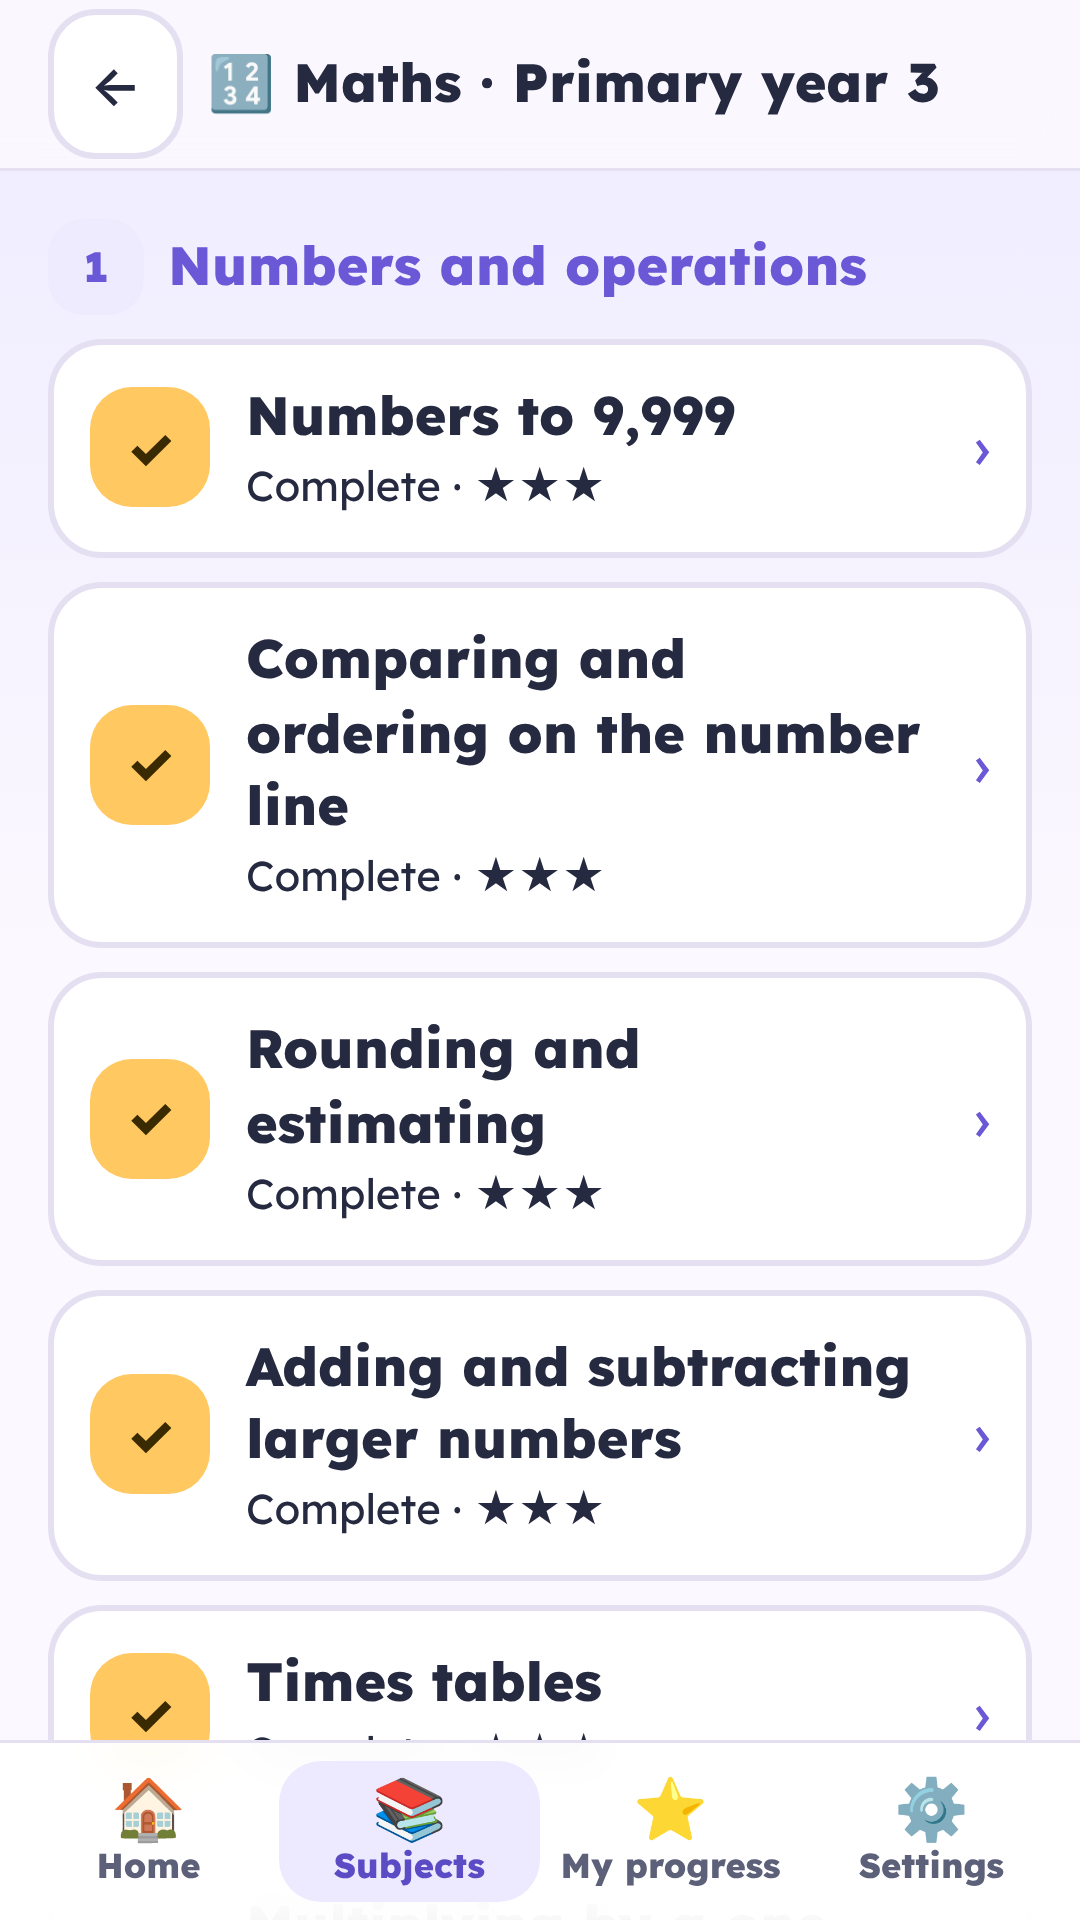 Maths · Primary year 3
1 Numbers and operations
Numbers to 9,999
Complete · ★★★
Comparing and
ordering on the number
line
Complete · ★★★
Rounding and
estimating
Complete · ★★★
Adding and subtracting
larger numbers
Complete · ★★★
Times tables
Home
Subjects
My progress
Settings